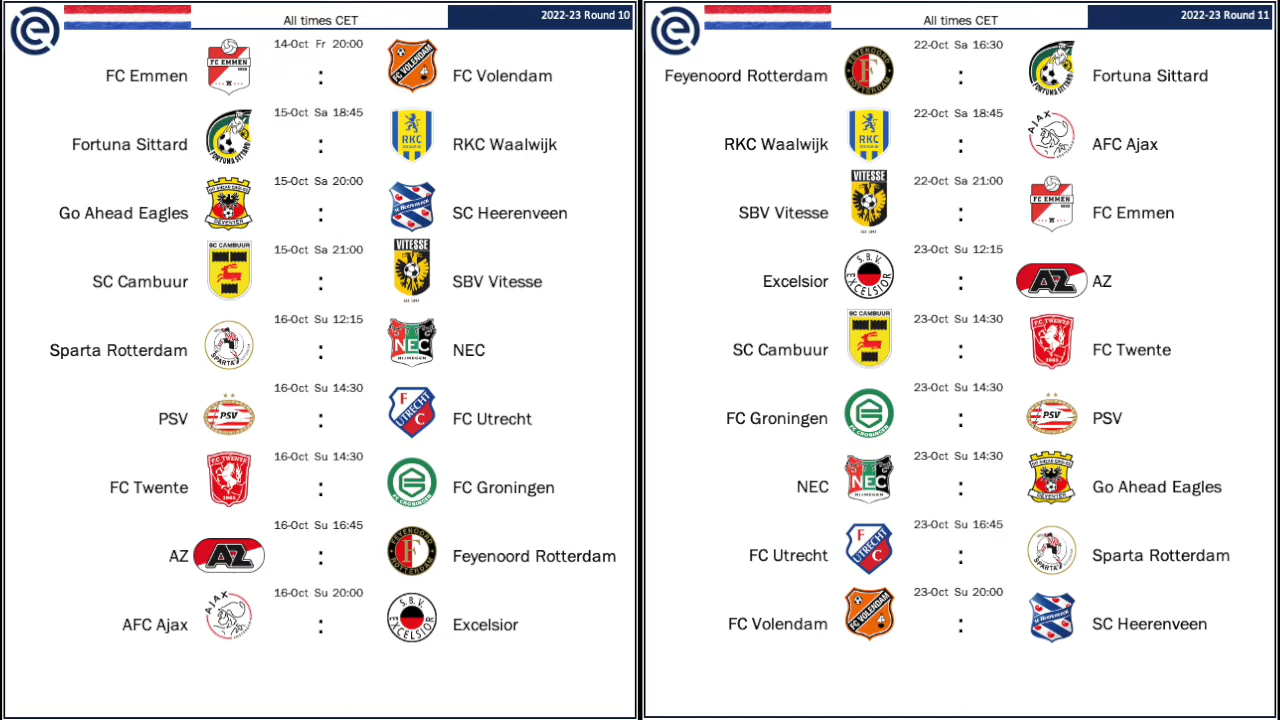 All times CET
2022-23 Round 10
14-Oct Fr 20:00
FC Emmen : FC Volendam
15-Oct Sa 18:45
Fortuna Sittard : RKC Waalwijk
15-Oct Sa 20:00
Go Ahead Eagles : SC Heerenveen
15-Oct Sa 21:00
SC Cambuur : SBV Vitesse
16-Oct Su 12:15
Sparta Rotterdam : NEC
16-Oct Su 14:30
PSV : FC Utrecht
16-Oct Su 14:30
FC Twente : FC Groningen
16-Oct Su 16:45
AZ : Feyenoord Rotterdam
16-Oct Su 20:00
AFC Ajax : Excelsior
All times CET
2022-23 Round 11
22-Oct Sa 16:30
Feyenoord Rotterdam : Fortuna Sittard
22-Oct Sa 18:45
RKC Waalwijk : AFC Ajax
22-Oct Sa 21:00
SBV Vitesse : FC Emmen
23-Oct Su 12:15
Excelsior : AZ
23-Oct Su 14:30
SC Cambuur : FC Twente
23-Oct Su 14:30
FC Groningen : PSV
23-Oct Su 14:30
NEC : Go Ahead Eagles
23-Oct Su 16:45
FC Utrecht : Sparta Rotterdam
23-Oct Su 20:00
FC Volendam : SC Heerenveen